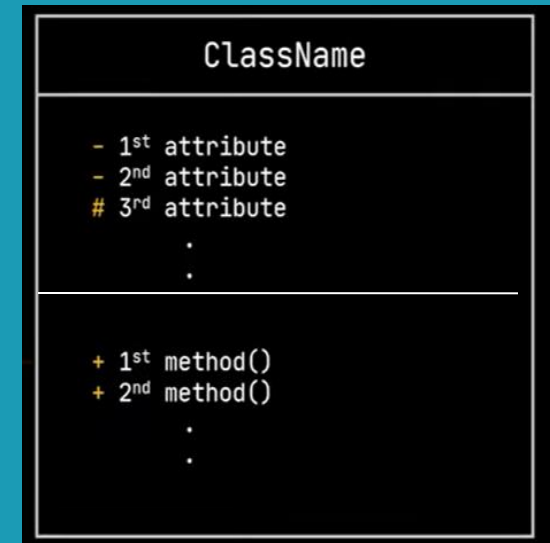 ClassName
- 1st attribute
- 2nd attribute
# 3rd attribute
.
.
+ 1st method()
+ 2nd method()
.
.